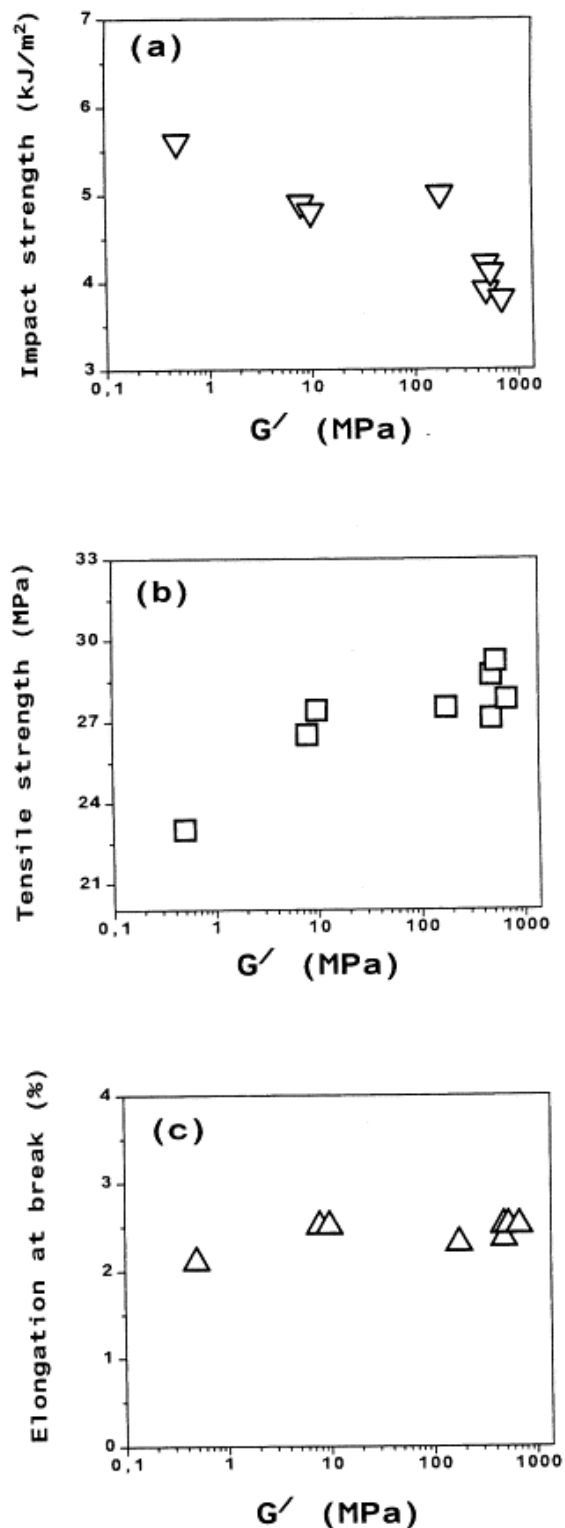 (a)
Impact strength (kJ/m²)
7
6
5
4
3
0,1 1 10 100 1000
G′ (MPa)
(b)
Tensile strength (MPa)
33
30
27
24
21
0,1 1 10 100 1000
G′ (MPa)
(c)
Elongation at break (%)
4
3
2
1
0
0,1 1 10 100 1000
G′ (MPa)